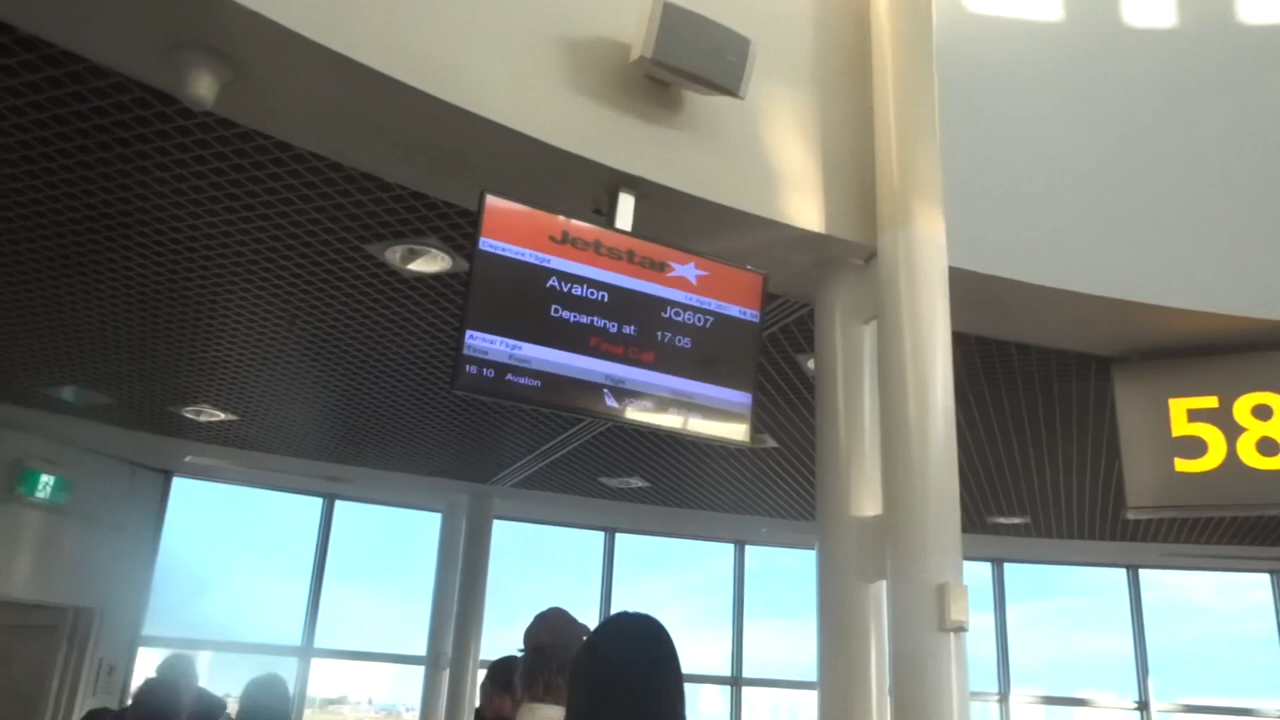 Jetstar
Departure Flight
Avalon JQ607
Departing at: 17:05
Final Call
Arrival Flight
Time From Flight
16:10 Avalon
58